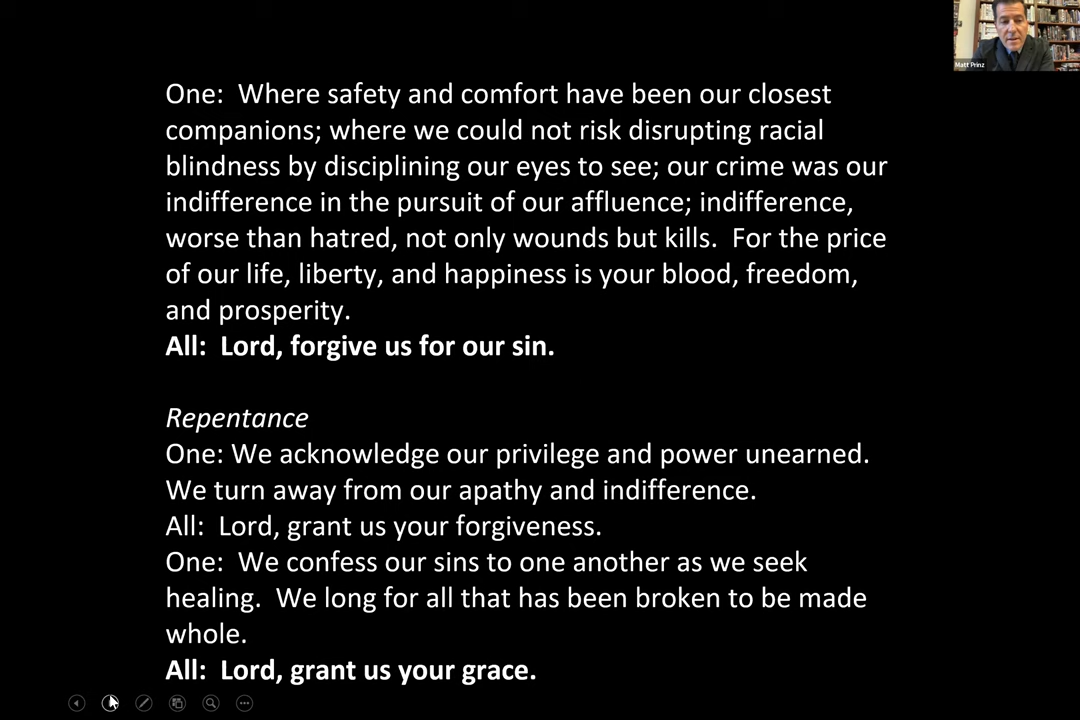 Matt Prinz
One: Where safety and comfort have been our closest
companions; where we could not risk disrupting racial
blindness by disciplining our eyes to see; our crime was our
indifference in the pursuit of our affluence; indifference,
worse than hatred, not only wounds but kills. For the price
of our life, liberty, and happiness is your blood, freedom,
and prosperity.
All: Lord, forgive us for our sin.
Repentance
One: We acknowledge our privilege and power unearned.
We turn away from our apathy and indifference.
All: Lord, grant us your forgiveness.
One: We confess our sins to one another as we seek
healing. We long for all that has been broken to be made
whole.
All: Lord, grant us your grace.